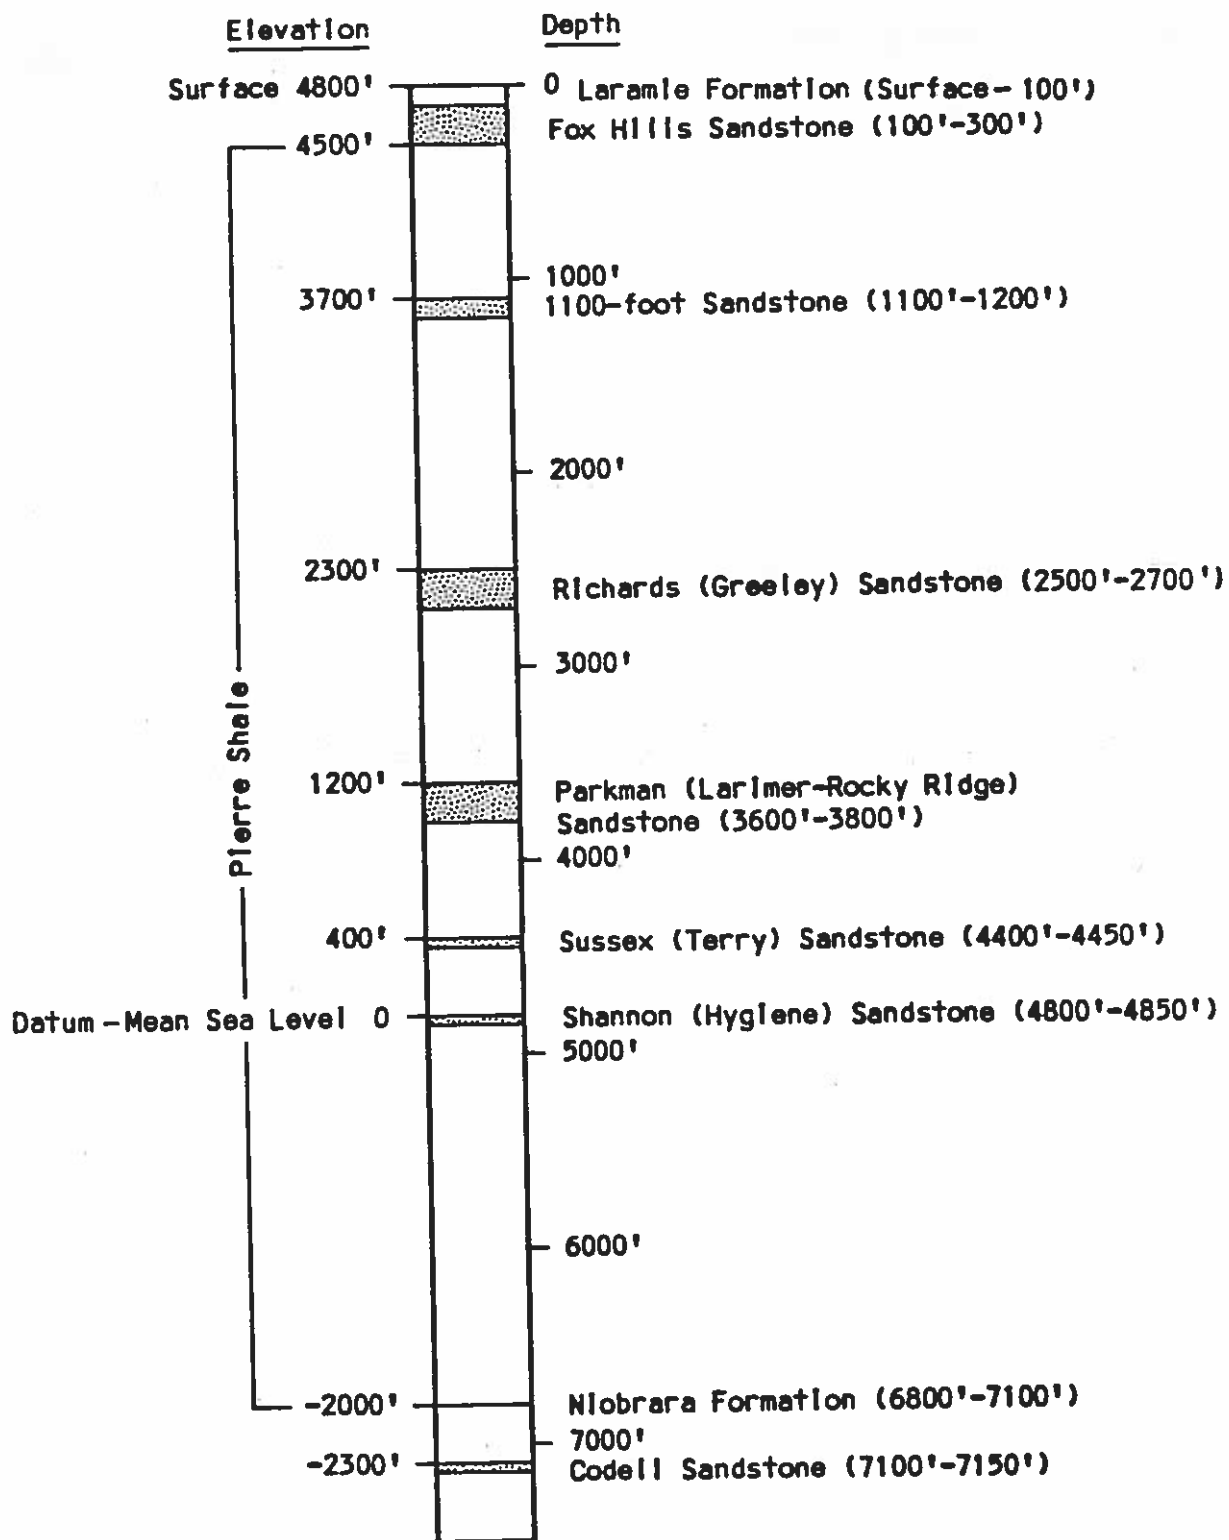 Elevation
Depth
Surface 4800'
0 Laramie Formation (Surface-100')
Fox Hills Sandstone (100'-300')
4500'
1000'
3700'
1100-foot Sandstone (1100'-1200')
2000'
2300'
Richards (Greeley) Sandstone (2500'-2700')
3000'
Pierre Shale
1200'
Parkman (Larimer-Rocky Ridge)
Sandstone (3600'-3800')
4000'
400'
Sussex (Terry) Sandstone (4400'-4450')
Datum-Mean Sea Level 0
Shannon (Hygiene) Sandstone (4800'-4850')
5000'
6000'
-2000'
Niobrara Formation (6800'-7100')
7000'
-2300'
Codell Sandstone (7100'-7150')